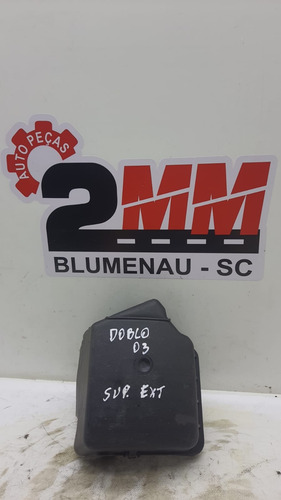 AUTO PEÇAS
2MM
BLUMENAU - SC
DOBLO
03
SUP. EXT